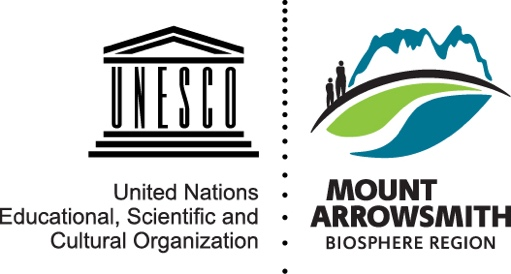 UNESCO
United Nations
Educational, Scientific and
Cultural Organization
MOUNT
ARROWSMITH
BIOSPHERE REGION